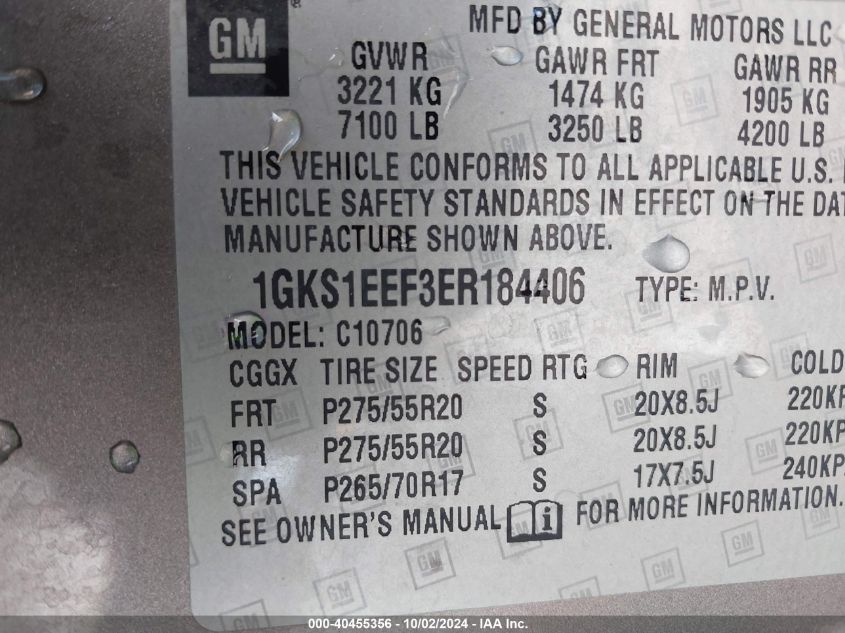 GM
MFD BY GENERAL MOTORS LLC
GVWR GAWR FRT GAWR RR
3221 KG 1474 KG 1905 KG
7100 LB 3250 LB 4200 LB
THIS VEHICLE CONFORMS TO ALL APPLICABLE U.S.
VEHICLE SAFETY STANDARDS IN EFFECT ON THE DAT
MANUFACTURE SHOWN ABOVE.
1GKS1EEF3ER184406 TYPE: M.P.V.
MODEL: C10706
CGGX TIRE SIZE SPEED RTG RIM COLD
FRT P275/55R20 S 20X8.5J 220KP
RR P275/55R20 S 20X8.5J 220KP
SPA P265/70R17 S 17X7.5J 240KP
SEE OWNER'S MANUAL FOR MORE INFORMATION.
000-40455356 - 10/02/2024 - IAA Inc.